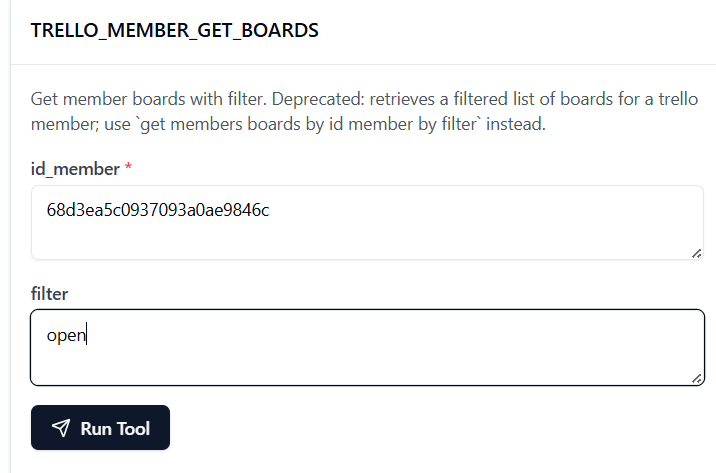 TRELLO_MEMBER_GET_BOARDS
Get member boards with filter. Deprecated: retrieves a filtered list of boards for a trello
member; use `get members boards by id member by filter` instead.
id_member *
68d3ea5c0937093a0ae9846c
filter
open
Run Tool